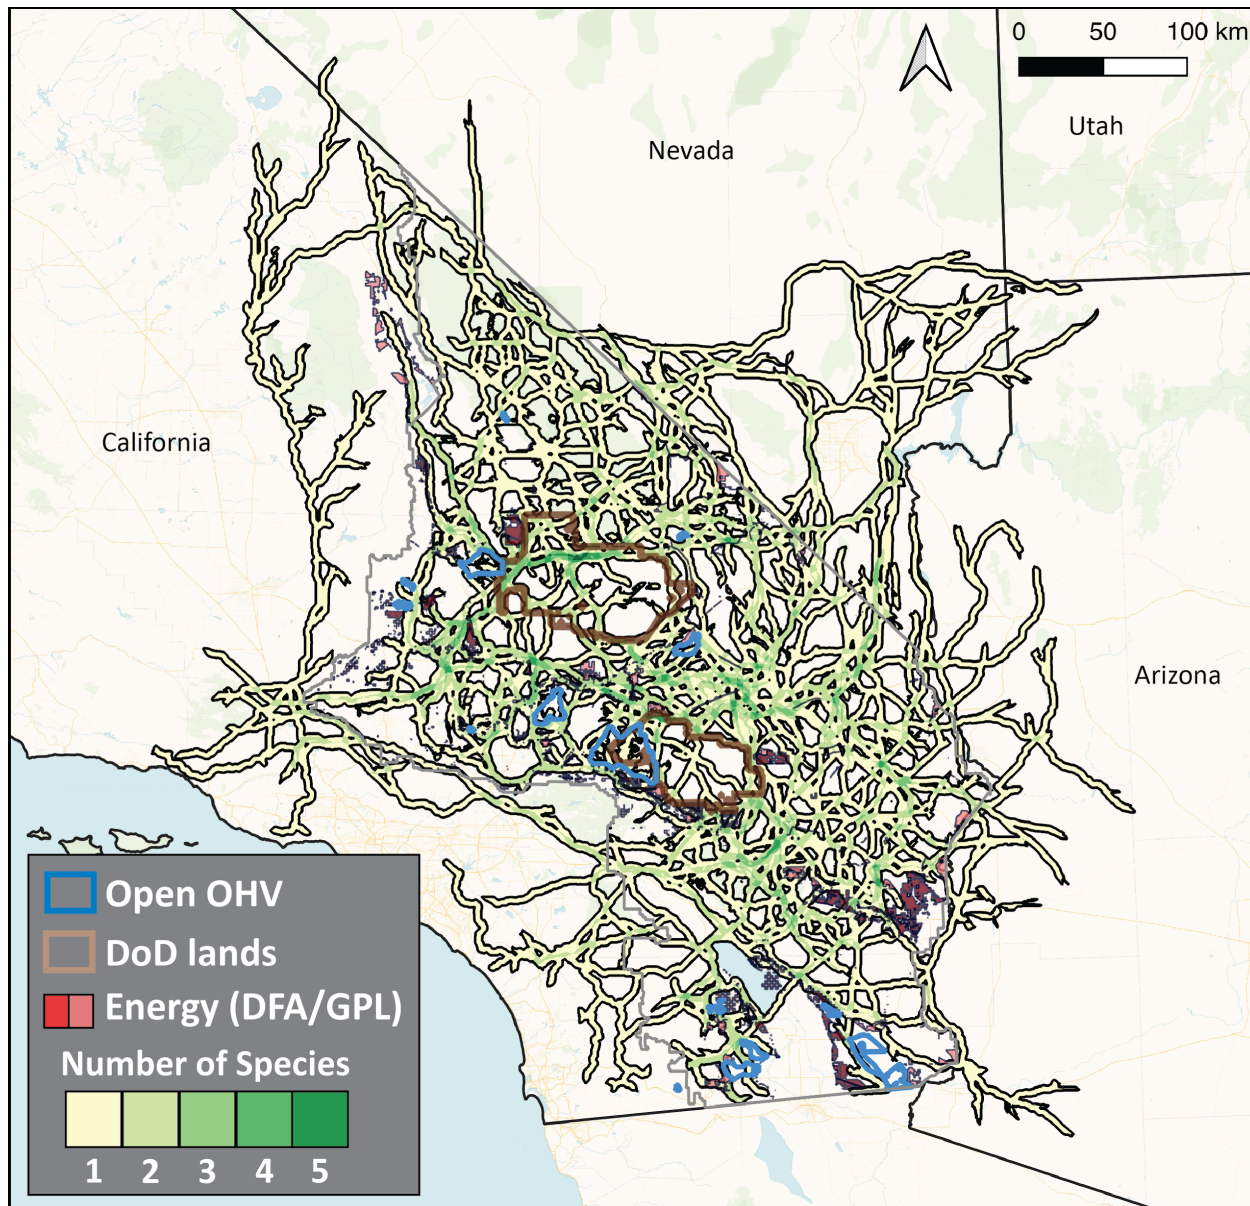 0 50 100 km
Utah
Nevada
California
Arizona
Open OHV
DoD lands
Energy (DFA/GPL)
Number of Species
1 2 3 4 5